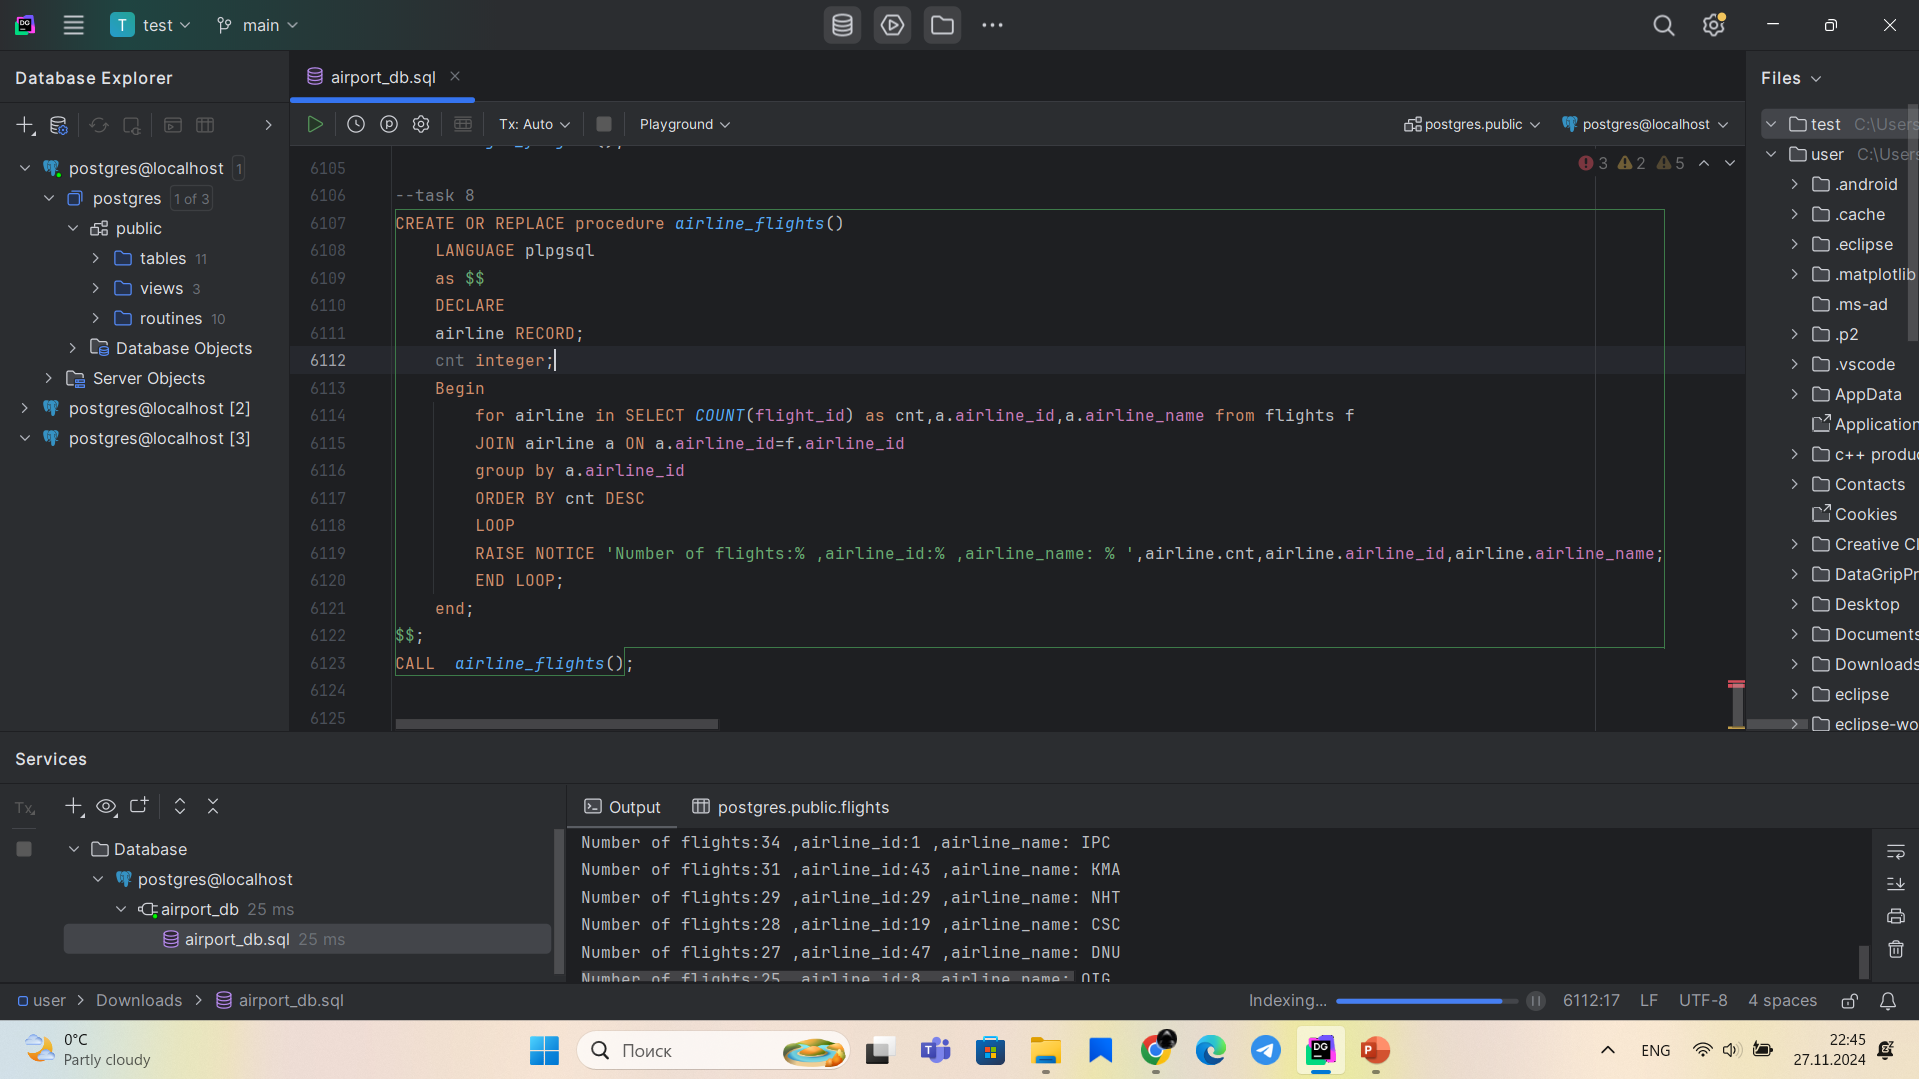 DG
T test main
Database Explorer
airport_db.sql
Files
Tx: Auto Playground postgres.public postgres@localhost
postgres@localhost 1
postgres 1 of 3
public
tables 11
views 3
routines 10
Database Objects
Server Objects
postgres@localhost [2]
postgres@localhost [3]
3 2 5
6105
6106 --task 8
6107 CREATE OR REPLACE procedure airline_flights()
6108 LANGUAGE plpgsql
6109 as $$
6110 DECLARE
6111 airline RECORD;
6112 cnt integer;
6113 Begin
6114 for airline in SELECT COUNT(flight_id) as cnt,a.airline_id,a.airline_name from flights f
6115 JOIN airline a ON a.airline_id=f.airline_id
6116 group by a.airline_id
6117 ORDER BY cnt DESC
6118 LOOP
6119 RAISE NOTICE 'Number of flights:% ,airline_id:% ,airline_name: % ',airline.cnt,airline.airline_id,airline.airline_name;
6120 END LOOP;
6121 end;
6122 $$;
6123 CALL airline_flights();
6124
6125
test C:\Users
user C:\Users
.android
.cache
.eclipse
.matplotlib
.ms-ad
.p2
.vscode
AppData
Application
c++ produ
Contacts
Cookies
Creative Cl
DataGripPr
Desktop
Documents
Downloads
eclipse
eclipse-wo
Services
Tx
Database
postgres@localhost
airport_db 25 ms
airport_db.sql 25 ms
Output postgres.public.flights
Number of flights:34 ,airline_id:1 ,airline_name: IPC
Number of flights:31 ,airline_id:43 ,airline_name: KMA
Number of flights:29 ,airline_id:29 ,airline_name: NHT
Number of flights:28 ,airline_id:19 ,airline_name: CSC
Number of flights:27 ,airline_id:47 ,airline_name: DNU
Number of flights:25 ,airline_id:8 ,airline_name:
user > Downloads > airport_db.sql
Indexing... 6112:17 LF UTF-8 4 spaces
0°C
Partly cloudy
Поиск
DG
P
ENG
22:45
27.11.2024